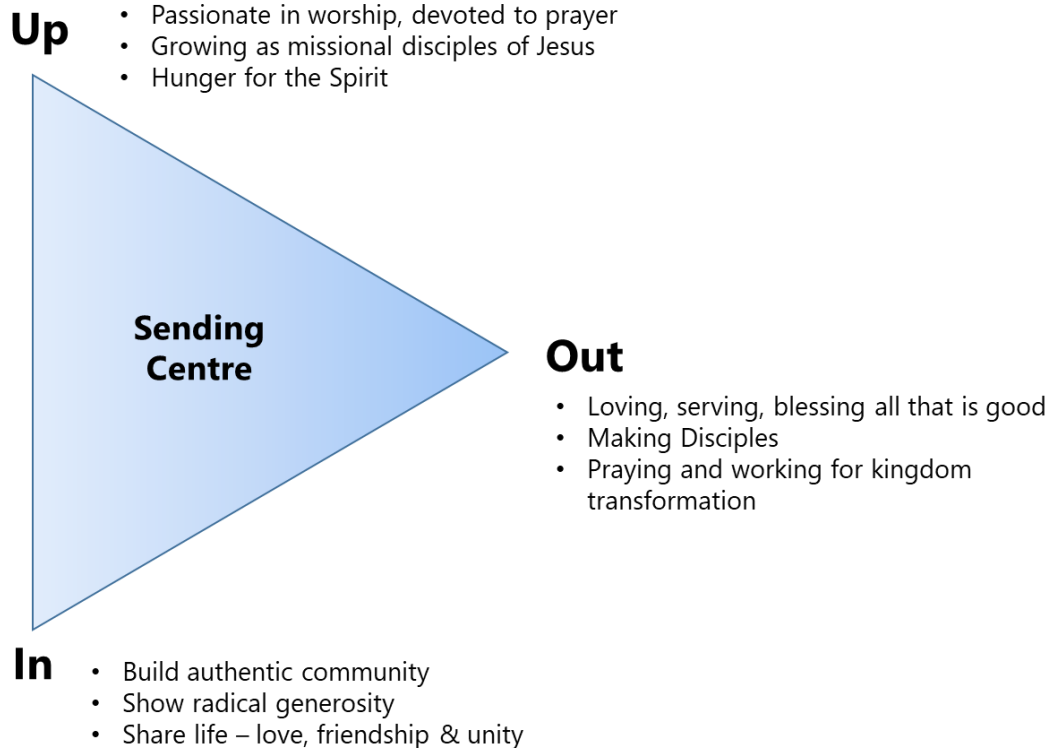 Up
• Passionate in worship, devoted to prayer
• Growing as missional disciples of Jesus
• Hunger for the Spirit
Sending
Centre
Out
• Loving, serving, blessing all that is good
• Making Disciples
• Praying and working for kingdom
transformation
In
• Build authentic community
• Show radical generosity
• Share life – love, friendship & unity